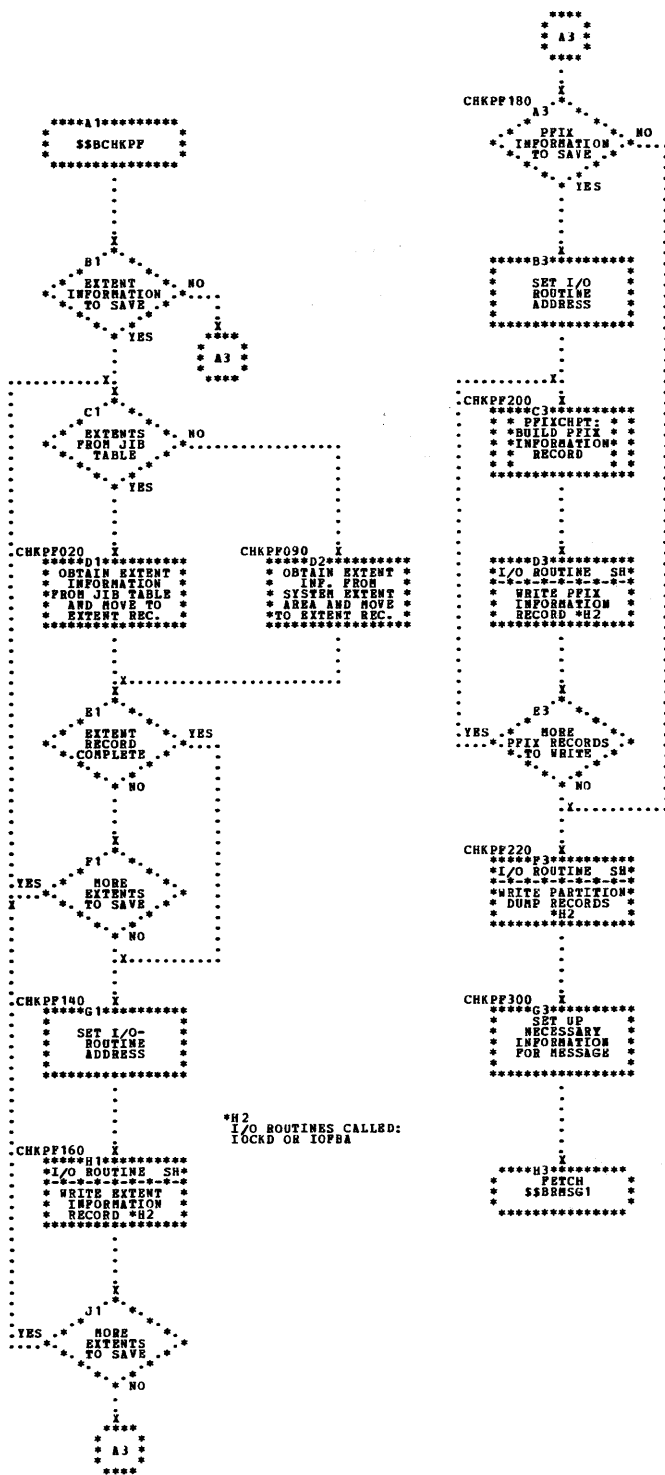 A1
$$BCHKPF
B1
EXTENT
INFORMATION
TO SAVE
NO
YES
A3
C1
EXTENTS
FROM JIB
TABLE
NO
YES
CHKPF020
D1
OBTAIN EXTENT
INFORMATION
FROM JIB TABLE
AND MOVE TO
EXTENT REC.
CHKPF090
D2
OBTAIN EXTENT
INF. FROM
SYSTEM EXTENT
AREA AND MOVE
TO EXTENT REC.
E1
EXTENT
RECORD
COMPLETE
YES
NO
F1
MORE
EXTENTS
TO SAVE
YES
NO
CHKPF140
G1
SET I/O-
ROUTINE
ADDRESS
*H2
I/O ROUTINES CALLED:
IOCKD OR IOFBA
CHKPF160
H1
I/O ROUTINE SH
WRITE EXTENT
INFORMATION
RECORD *H2
J1
MORE
EXTENTS
TO SAVE
YES
NO
A3
A3
CHKPF180
A3
PFIX
INFORMATION
TO SAVE
NO
YES
B3
SET I/O
ROUTINE
ADDRESS
CHKPF200
C3
PFIXCHPT:
BUILD PFIX
INFORMATION
RECORD
D3
I/O ROUTINE SH
WRITE PFIX
INFORMATION
RECORD *H2
E3
MORE
PFIX RECORDS
TO WRITE
YES
NO
CHKPF220
F3
I/O ROUTINE SH
WRITE PARTITION
DUMP RECORDS
*H2
CHKPF300
G3
SET UP
NECESSARY
INFORMATION
FOR MESSAGE
H3
FETCH
$$BRMSG1